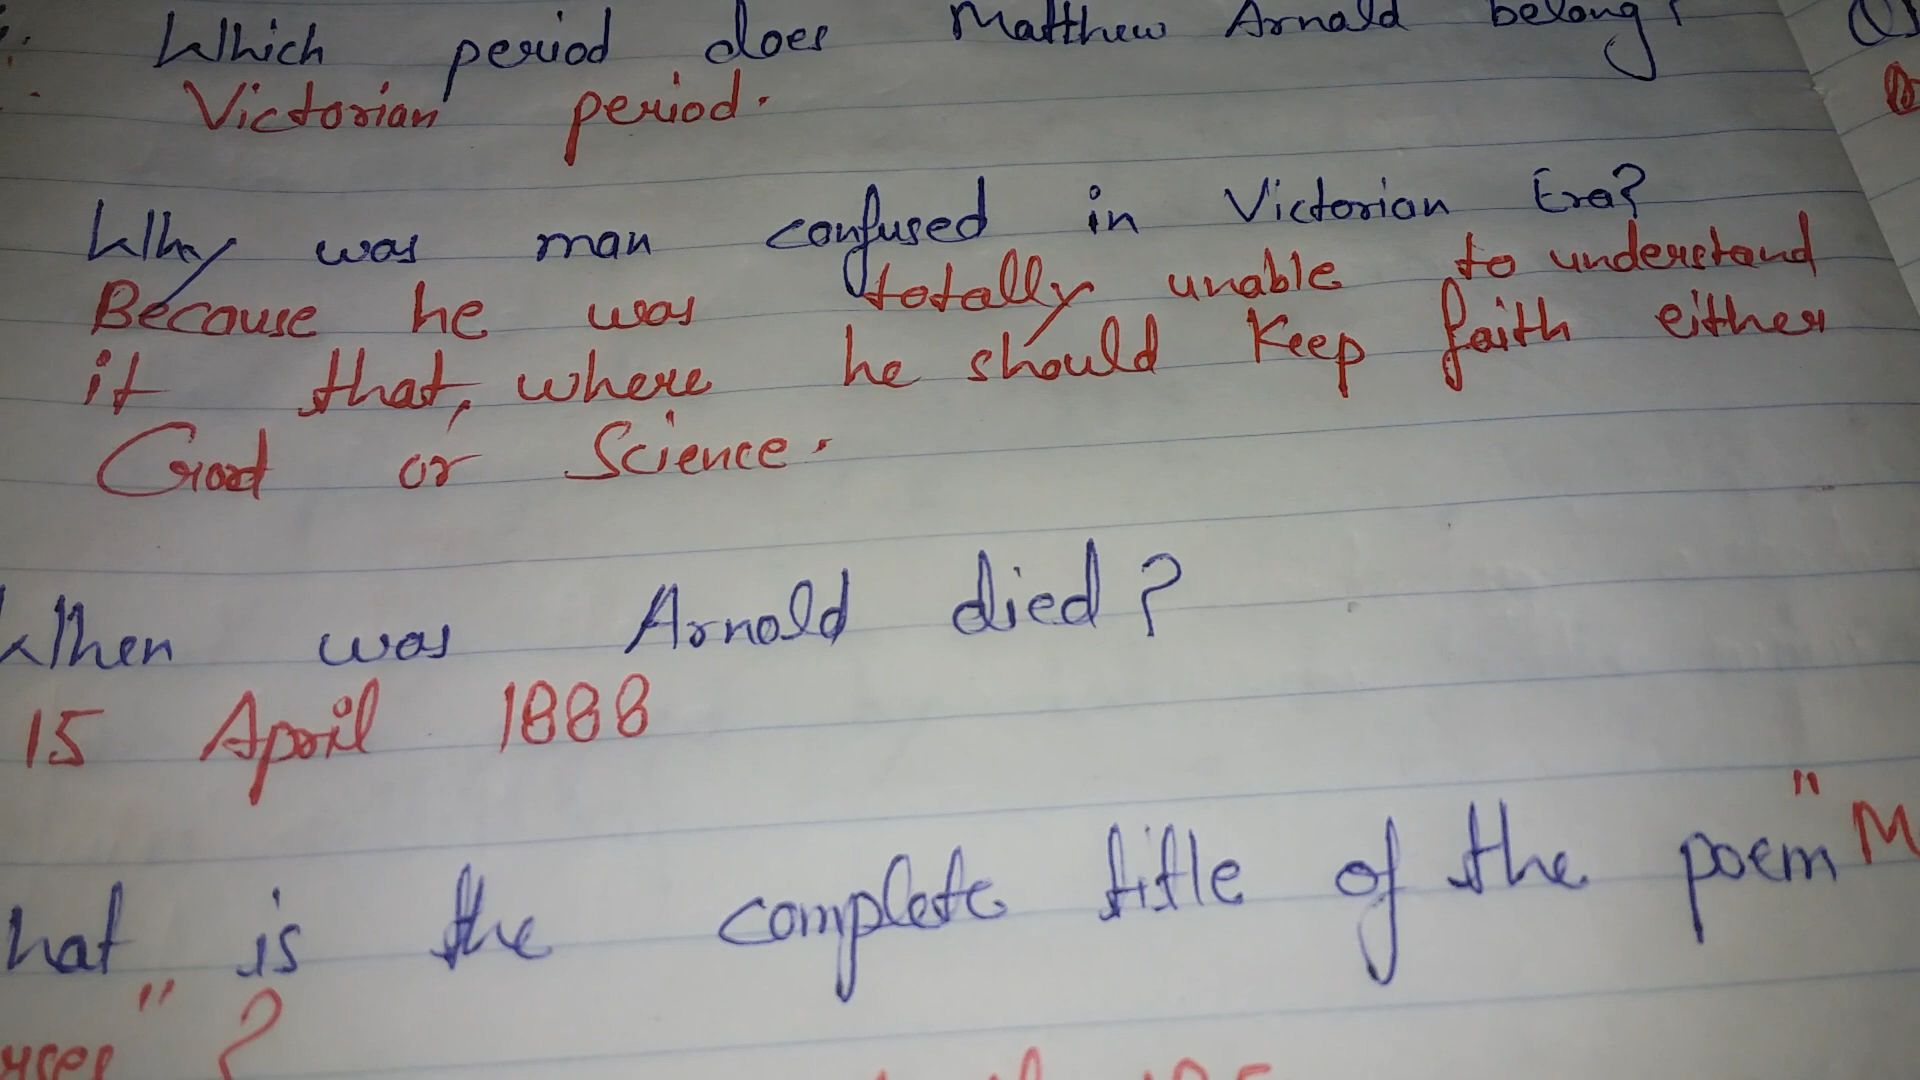 Which period does Matthew Arnold belong?
Victorian period.
Why was man confused in Victorian Era?
Because he was totally unable to understand
it that, where he should Keep faith either
God or Science.
When was Arnold died?
15 April 1888
hat is the complete title of the poem "M
" ?